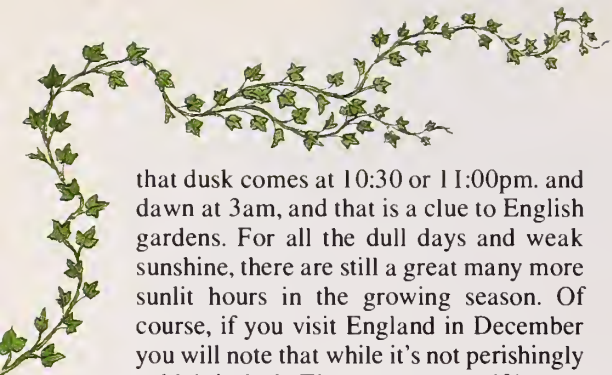 that dusk comes at 10:30 or 11:00pm. and
dawn at 3am, and that is a clue to English
gardens. For all the dull days and weak
sunshine, there are still a great many more
sunlit hours in the growing season. Of
course, if you visit England in December
you will note that while it's not perishingly